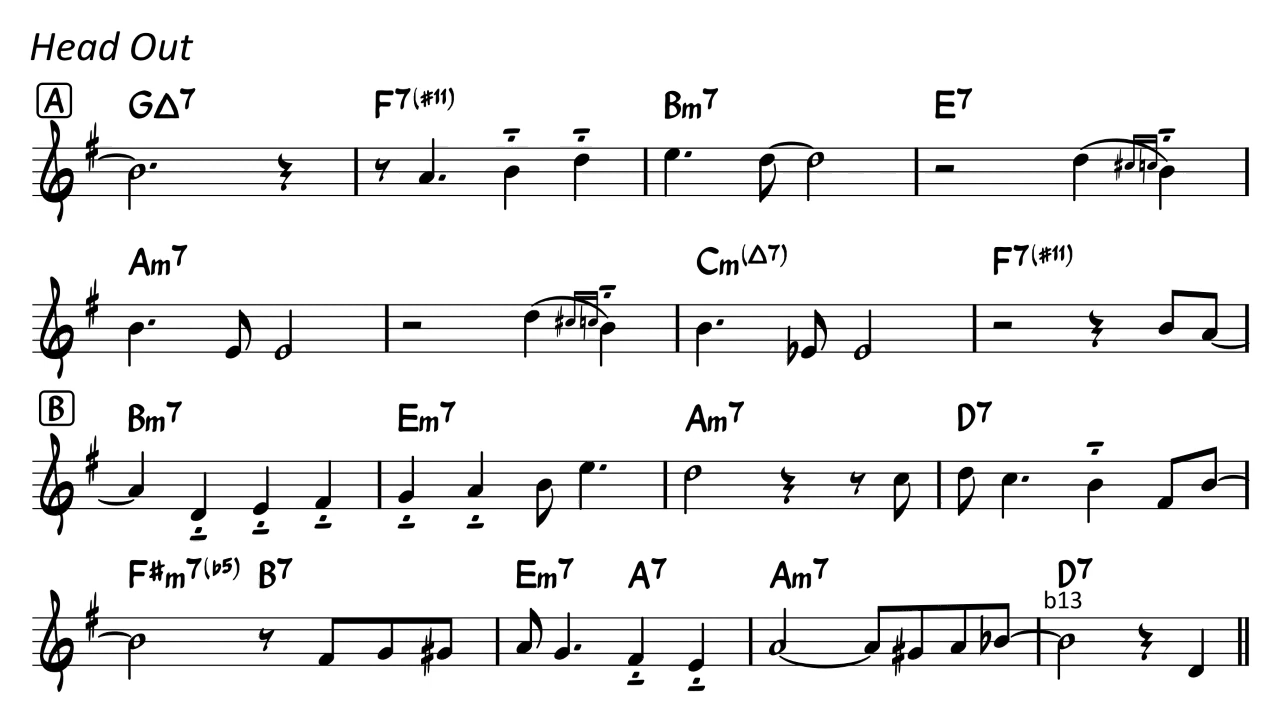 Head Out
A GΔ7 F7(#11) Bm7 E7
Am7 Cm(Δ7) F7(#11)
B Bm7 Em7 Am7 D7
F#m7(b5) B7 Em7 A7 Am7 D7
b13